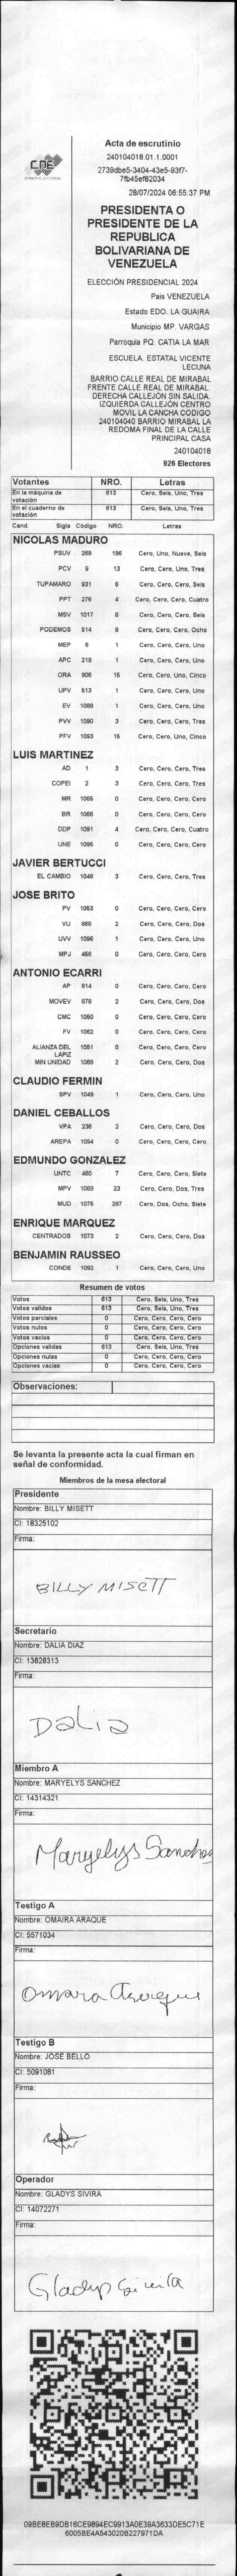 CNE
Acta de escrutinio
240104018.01.1.0001
2739dbe5-3404-43e5-93f7-
7fb45ef82034
28/07/2024 06:55:37 PM
PRESIDENTA O
PRESIDENTE DE LA
REPUBLICA
BOLIVARIANA DE
VENEZUELA
ELECCIÓN PRESIDENCIAL 2024
Pais VENEZUELA
Estado EDO. LA GUAIRA
Municipio MP. VARGAS
Parroquia PQ. CATIA LA MAR
ESCUELA. ESTATAL VICENTE
LECUNA
BARRIO CALLE REAL DE MIRABAL
FRENTE CALLE REAL DE MIRABAL.
DERECHA CALLEJÓN SIN SALIDA.
IZQUIERDA CALLEJÓN CENTRO
MOVIL LA CANCHA CODIGO
240104040 BARRIO MIRABAL LA
REDOMA FINAL DE LA CALLE
PRINCIPAL CASA
240104018
926 Electores
Votantes NRO. Letras
En la máquina de votación 613 Cero, Seis, Uno, Tres
En el cuaderno de votación 613 Cero, Seis, Uno, Tres
Cand. Sigla Código NRO. Letras
NICOLAS MADURO
PSUV 269 196 Cero, Uno, Nueve, Seis
PCV 9 13 Cero, Cero, Uno, Tres
TUPAMARO 931 6 Cero, Cero, Cero, Seis
PPT 276 4 Cero, Cero, Cero, Cuatro
MSV 1017 6 Cero, Cero, Cero, Seis
PODEMOS 514 8 Cero, Cero, Cero, Ocho
MEP 6 1 Cero, Cero, Cero, Uno
APC 219 1 Cero, Cero, Cero, Uno
ORA 906 15 Cero, Cero, Uno, Cinco
UPV 613 1 Cero, Cero, Cero, Uno
EV 1089 1 Cero, Cero, Cero, Uno
PVV 1090 3 Cero, Cero, Cero, Tres
PFV 1093 15 Cero, Cero, Uno, Cinco
LUIS MARTINEZ
AD 1 3 Cero, Cero, Cero, Tres
COPEI 2 3 Cero, Cero, Cero, Tres
MR 1065 0 Cero, Cero, Cero, Cero
BR 1066 0 Cero, Cero, Cero, Cero
DDP 1091 4 Cero, Cero, Cero, Cuatro
UNE 1095 0 Cero, Cero, Cero, Cero
JAVIER BERTUCCI
EL CAMBIO 1048 3 Cero, Cero, Cero, Tres
JOSE BRITO
PV 1053 0 Cero, Cero, Cero, Cero
VU 868 2 Cero, Cero, Cero, Dos
UVV 1096 1 Cero, Cero, Cero, Uno
MPJ 458 0 Cero, Cero, Cero, Cero
ANTONIO ECARRI
AP 814 0 Cero, Cero, Cero, Cero
MOVEV 878 2 Cero, Cero, Cero, Dos
CMC 1050 0 Cero, Cero, Cero, Cero
FV 1062 0 Cero, Cero, Cero, Cero
ALIANZA DEL LAPIZ 1051 0 Cero, Cero, Cero, Cero
MIN UNIDAD 1068 2 Cero, Cero, Cero, Dos
CLAUDIO FERMIN
SPV 1049 1 Cero, Cero, Cero, Uno
DANIEL CEBALLOS
VPA 236 2 Cero, Cero, Cero, Dos
AREPA 1094 0 Cero, Cero, Cero, Cero
EDMUNDO GONZALEZ
UNTC 460 7 Cero, Cero, Cero, Siete
MPV 1069 23 Cero, Cero, Dos, Tres
MUD 1075 287 Cero, Dos, Ocho, Siete
ENRIQUE MARQUEZ
CENTRADOS 1073 2 Cero, Cero, Cero, Dos
BENJAMIN RAUSSEO
CONDE 1092 1 Cero, Cero, Cero, Uno
Resumen de votos
Votos 613 Cero, Seis, Uno, Tres
Votos validos 613 Cero, Seis, Uno, Tres
Votos parciales 0 Cero, Cero, Cero, Cero
Votos nulos 0 Cero, Cero, Cero, Cero
Votos vacios 0 Cero, Cero, Cero, Cero
Opciones validas 613 Cero, Seis, Uno, Tres
Opciones nulas 0 Cero, Cero, Cero, Cero
Opciones vacias 0 Cero, Cero, Cero, Cero
Observaciones:
Se levanta la presente acta la cual firman en
señal de conformidad.
Miembros de la mesa electoral
Presidente
Nombre: BILLY MISETT
CI: 18325102
Firma:
BILLY MISETT
Secretario
Nombre: DALIA DIAZ
CI: 13828313
Firma:
Dalia
Miembro A
Nombre: MARYELYS SANCHEZ
CI: 14314321
Firma:
Maryelys Sanchez
Testigo A
Nombre: OMAIRA ARAQUE
CI: 5571034
Firma:
Omara Araque
Testigo B
Nombre: JOSE BELLO
CI: 5091081
Firma:
Operador
Nombre: GLADYS SIVIRA
CI: 14072271
Firma:
Gladys
09BE8EB9DB16CE9894EC9913A0E39A3633DE5C71E
6005BE4A543020B227971DA